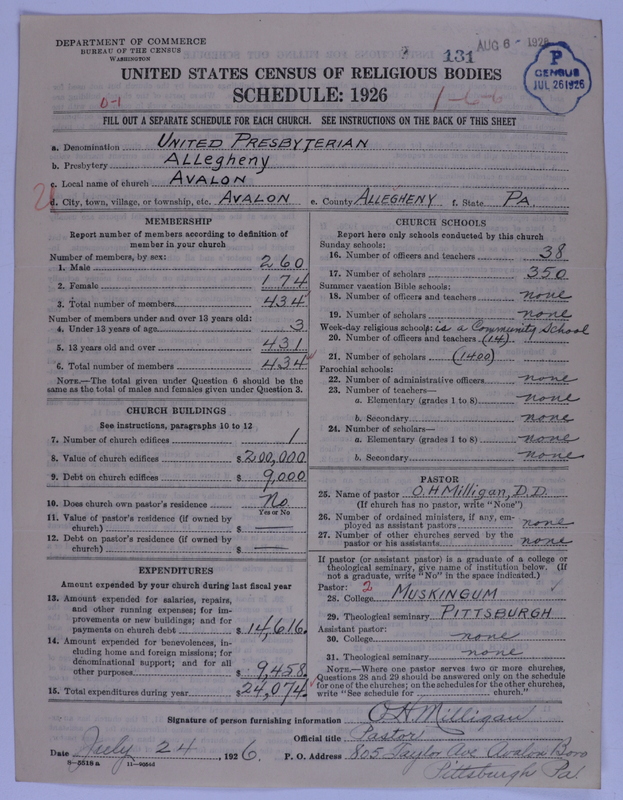 DEPARTMENT OF COMMERCE
BUREAU OF THE CENSUS
WASHINGTON
131
AUG 6 - 1926
P
CENSUS
JUL 26 1926
UNITED STATES CENSUS OF RELIGIOUS BODIES
SCHEDULE: 1926
0-1
1-6-6
FILL OUT A SEPARATE SCHEDULE FOR EACH CHURCH. SEE INSTRUCTIONS ON THE BACK OF THIS SHEET
a. Denomination UNITED PRESBYTERIAN
b. Presbytery Allegheny
c. Local name of church AVALON
d. City, town, village, or township, etc. AVALON e. County ALLEGHENY f. State PA.
MEMBERSHIP
Report number of members according to definition of
member in your church
Number of members, by sex:
1. Male 260
2. Female 174
3. Total number of members 434
Number of members under and over 13 years old:
4. Under 13 years of age 3
5. 13 years old and over 431
6. Total number of members 434
NOTE.—The total given under Question 6 should be the
same as the total of males and females given under Question 3.
CHURCH BUILDINGS
See instructions, paragraphs 10 to 12
7. Number of church edifices 1
8. Value of church edifices $200,000
9. Debt on church edifices $9,000
10. Does church own pastor's residence No
Yes or No
11. Value of pastor's residence (if owned by
church) $ —
12. Debt on pastor's residence (if owned by
church) $ —
EXPENDITURES
Amount expended by your church during last fiscal year
13. Amount expended for salaries, repairs,
and other running expenses; for im-
provements or new buildings; and for
payments on church debt $14,616.
14. Amount expended for benevolences, in-
cluding home and foreign missions; for
denominational support; and for all
other purposes $9,458.
15. Total expenditures during year $24,074.
CHURCH SCHOOLS
Report here only schools conducted by this church
Sunday schools:
16. Number of officers and teachers 38
17. Number of scholars 350
Summer vacation Bible schools:
18. Number of officers and teachers none
19. Number of scholars none
Week-day religious schools: is a Community School
20. Number of officers and teachers (14)
21. Number of scholars (1400)
Parochial schools:
22. Number of administrative officers none
23. Number of teachers—
a. Elementary (grades 1 to 8) none
b. Secondary none
24. Number of scholars—
a. Elementary (grades 1 to 8) none
b. Secondary none
PASTOR
25. Name of pastor O.H Milligan, D.D.
(If church has no pastor, write "None")
26. Number of ordained ministers, if any, em-
ployed as assistant pastors none
27. Number of other churches served by the
pastor or his assistants none
If pastor (or assistant pastor) is a graduate of a college or
theological seminary, give name of institution below. (If
not a graduate, write "No" in the space indicated.)
Pastor: 2
28. College MUSKINGUM
29. Theological seminary PITTSBURGH
Assistant pastor:
30. College none
31. Theological seminary none
NOTE.—Where one pastor serves two or more churches,
Questions 28 and 29 should be answered only on the schedule
for one of the churches; on the schedules for the other churches,
write "See schedule for church."
Signature of person furnishing information O.H. Milligan
Official title Pastor
Date July 24, 1926. P. O. Address 805 Taylor Ave Avalon Boro
Pittsburgh Pa.
8-5518 a